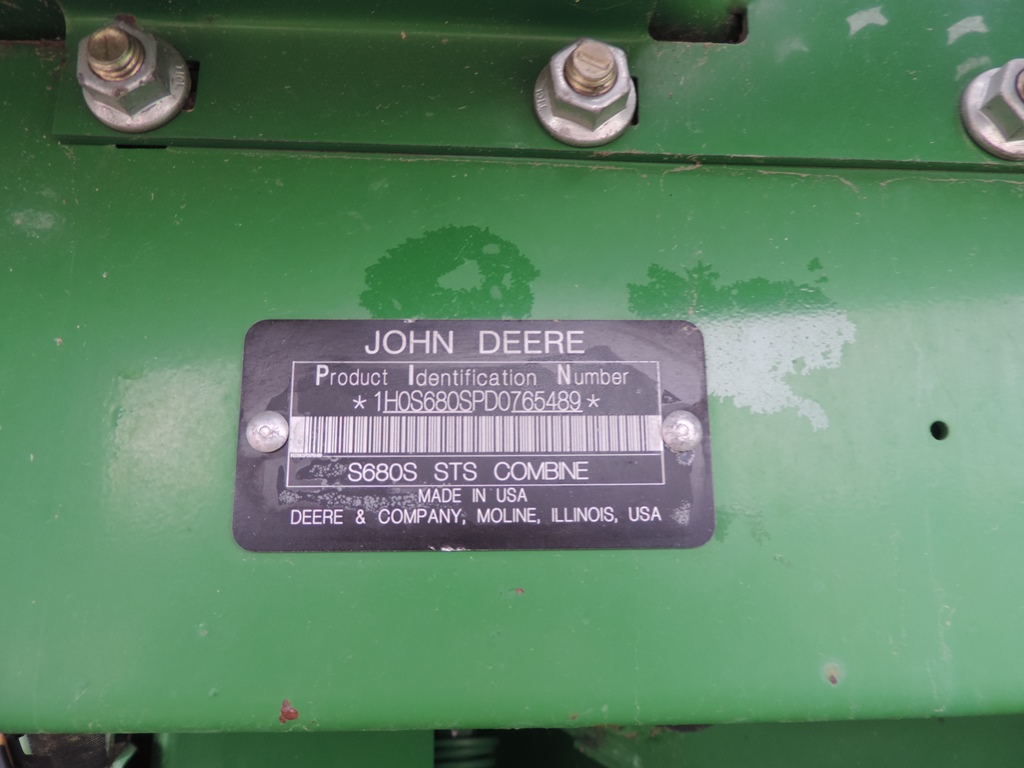 JOHN DEERE
Product Identification Number
*1H0S680SPD0765489*
S680S STS COMBINE
MADE IN USA
DEERE & COMPANY, MOLINE, ILLINOIS, USA